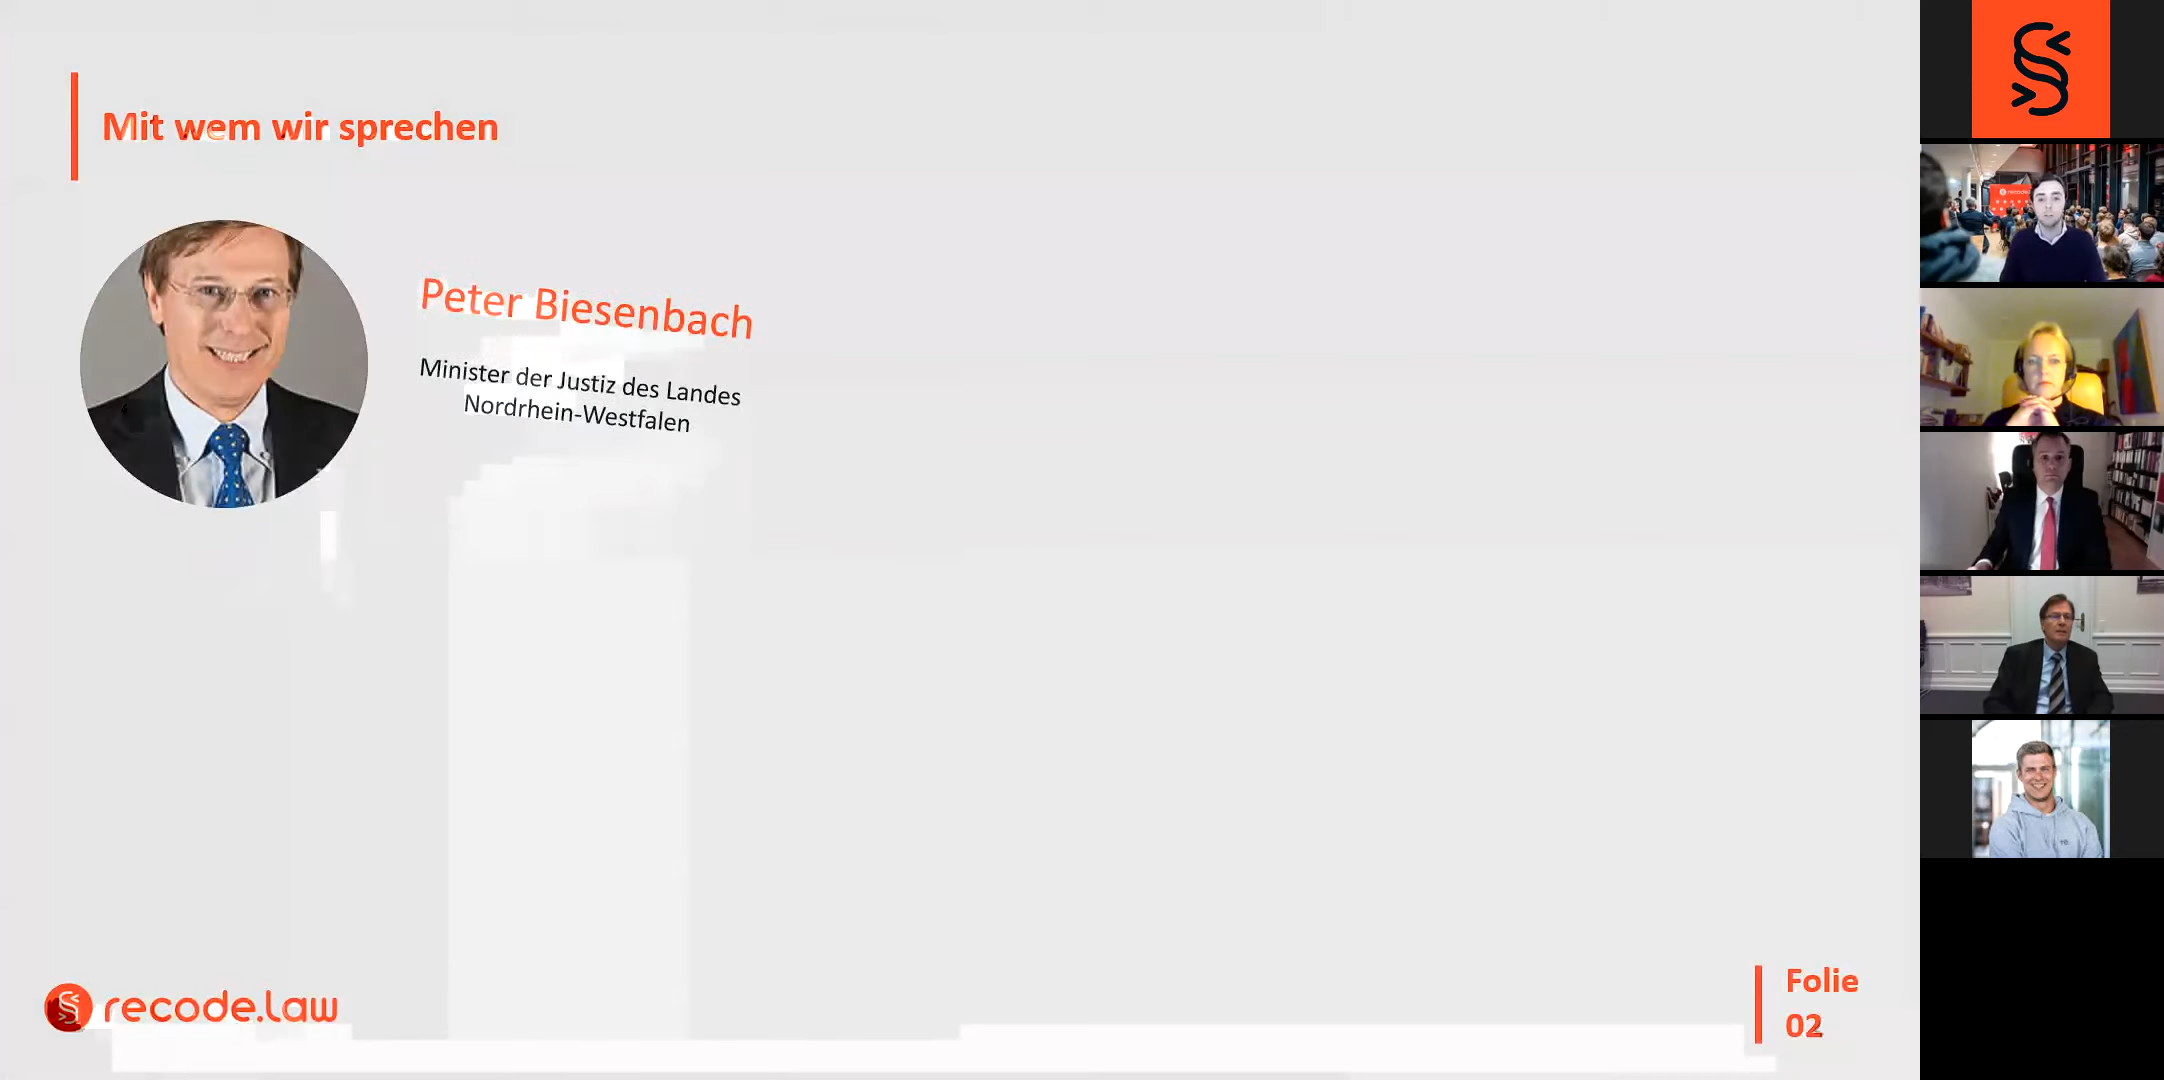 Mit wem wir sprechen
Peter Biesenbach
Minister der Justiz des Landes
Nordrhein-Westfalen
recode.law
Folie
02